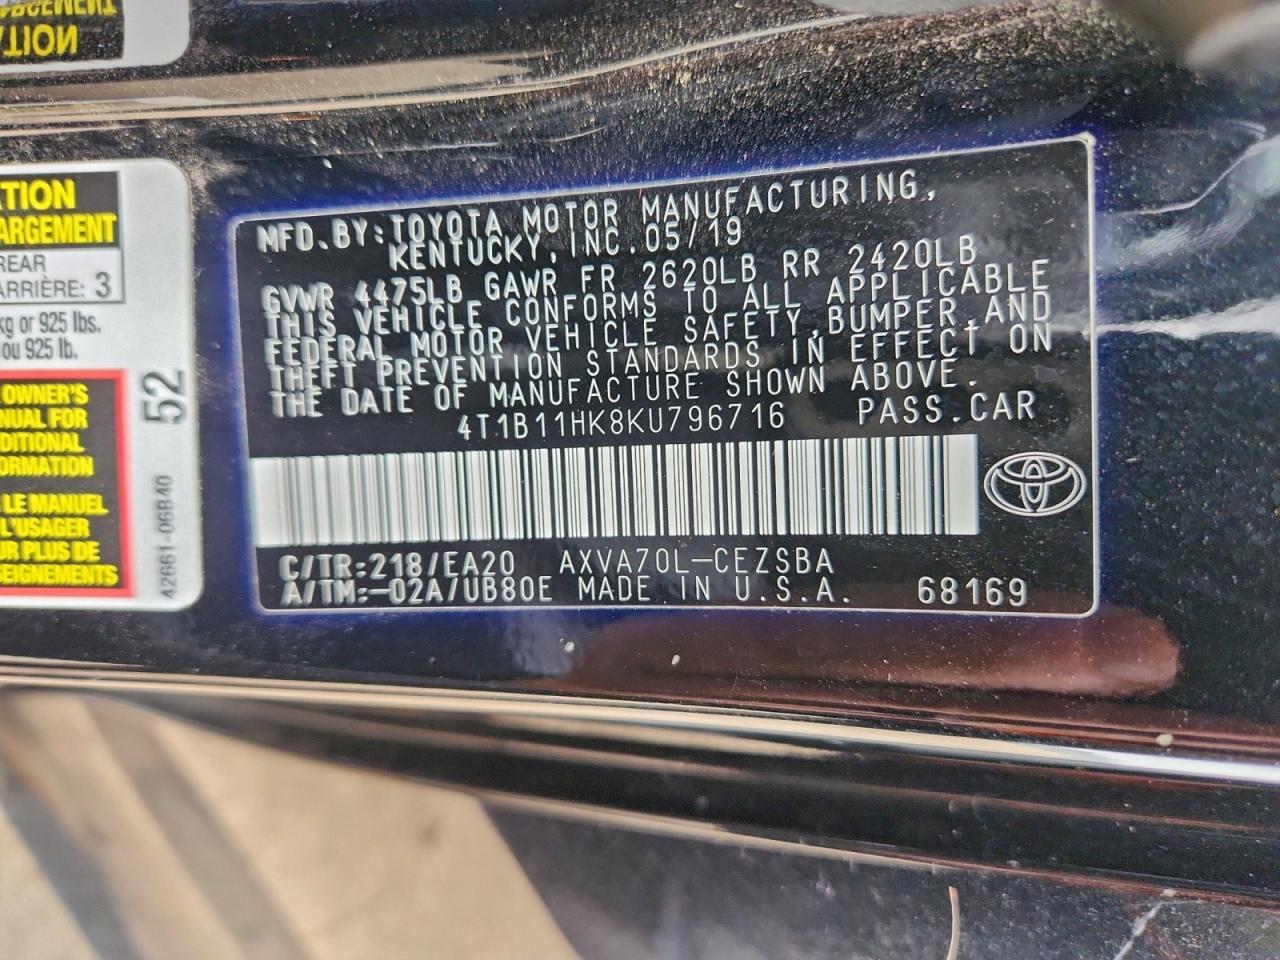 ARGEMENT
NOITA
ATION
ARGEMENT
REAR
ARRIÈRE: 3
kg or 925 lbs.
ou 925 lb.
OWNER'S
NUAL FOR
DITIONAL
ORMATION
LE MANUEL
L'USAGER
UR PLUS DE
SEIGNEMENTS
52
42661-06B40
MFD.BY:TOYOTA MOTOR MANUFACTURING,
KENTUCKY, INC.05/19
GVWR 4475LB GAWR FR 2620LB RR 2420LB
THIS VEHICLE CONFORMS TO ALL APPLICABLE
FEDERAL MOTOR VEHICLE SAFETY,BUMPER,AND
THEFT PREVENTION STANDARDS IN EFFECT ON
THE DATE OF MANUFACTURE SHOWN ABOVE.
4T1B11HK8KU796716 PASS.CAR
C/TR:218/EA20 AXVA70L-CEZSBA
A/TM:-02A/UB80E MADE IN U.S.A. 68169